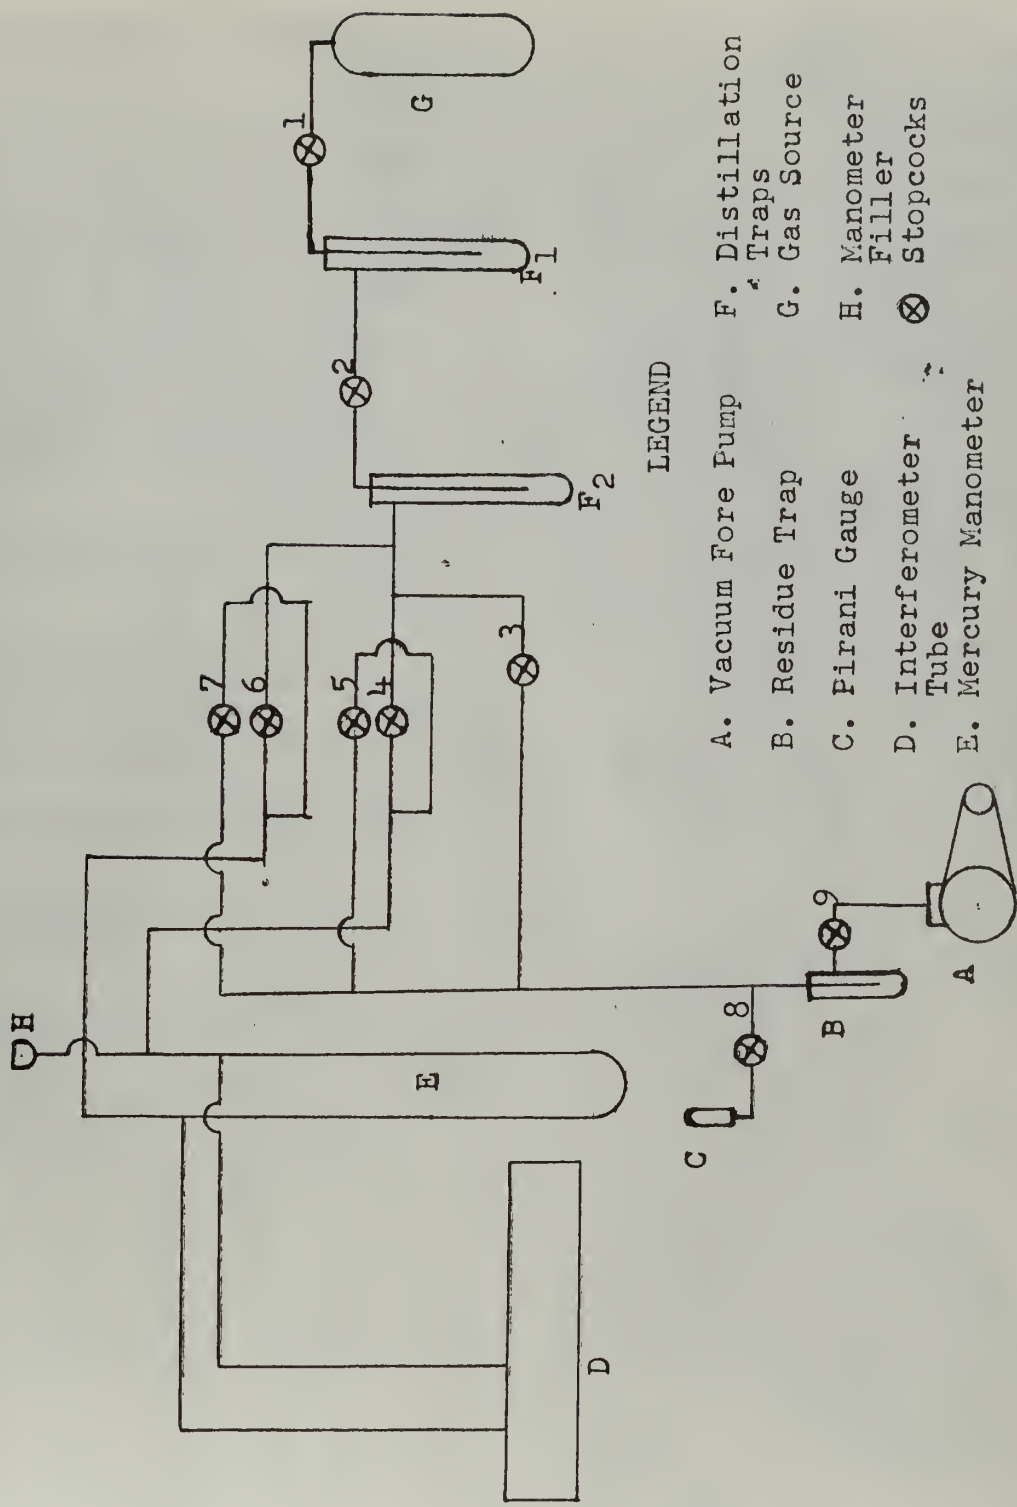 H
G
1
F1
2
F2
7
6
5
4
3
E
8
9
C
B
A
D
LEGEND
A. Vacuum Fore Pump
B. Residue Trap
C. Pirani Gauge
D. Interferometer
Tube
E. Mercury Manometer
F. Distillation
Traps
G. Gas Source
H. Manometer
Filler
Stopcocks